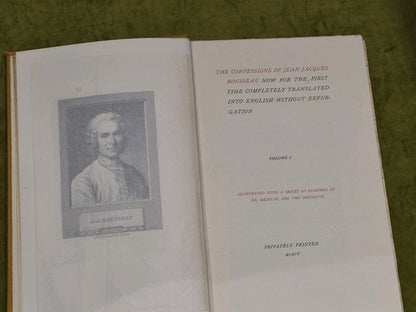 J. J. ROUSSEAU
THE CONFESSIONS OF JEAN JACQUES
ROUSSEAU NOW FOR THE FIRST
TIME COMPLETELY TRANSLATED
INTO ENGLISH WITHOUT EXPUR-
GATION
VOLUME I
ILLUSTRATED WITH A SERIES OF ETCHINGS BY
ED. HEDOUIN, AND TWO PORTRAITS
PRIVATELY PRINTED